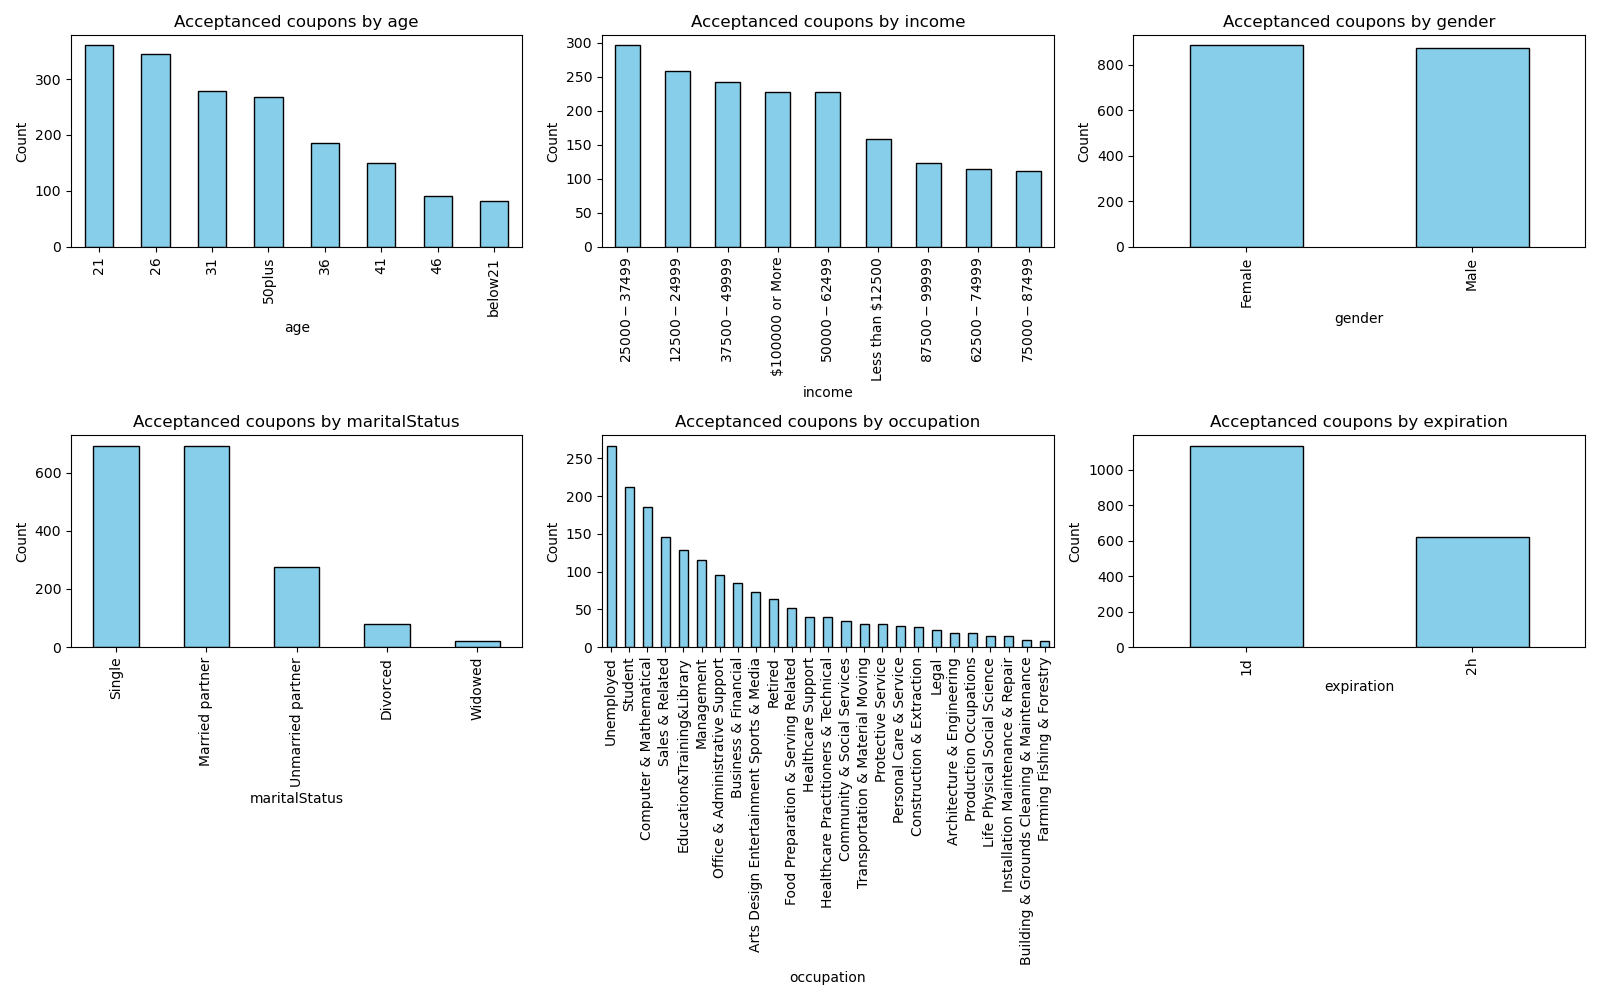 Acceptanced coupons by age
Count
300
200
100
0
21
26
31
50plus
36
41
46
below21
age
Acceptanced coupons by income
Count
300
250
200
150
100
50
0
25000 - 37499
12500 - 24999
37500 - 49999
$100000 or More
50000 - 62499
Less than $12500
87500 - 99999
62500 - 74999
75000 - 87499
income
Acceptanced coupons by gender
Count
800
600
400
200
0
Female
Male
gender
Acceptanced coupons by maritalStatus
Count
600
400
200
0
Single
Married partner
Unmarried partner
Divorced
Widowed
maritalStatus
Acceptanced coupons by occupation
Count
250
200
150
100
50
0
Unemployed
Student
Computer & Mathematical
Sales & Related
Education&Training&Library
Management
Office & Administrative Support
Business & Financial
Arts Design Entertainment Sports & Media
Retired
Food Preparation & Serving Related
Healthcare Support
Healthcare Practitioners & Technical
Community & Social Services
Transportation & Material Moving
Protective Service
Personal Care & Service
Construction & Extraction
Legal
Architecture & Engineering
Production Occupations
Life Physical Social Science
Installation Maintenance & Repair
Building & Grounds Cleaning & Maintenance
Farming Fishing & Forestry
occupation
Acceptanced coupons by expiration
Count
1000
800
600
400
200
0
1d
2h
expiration